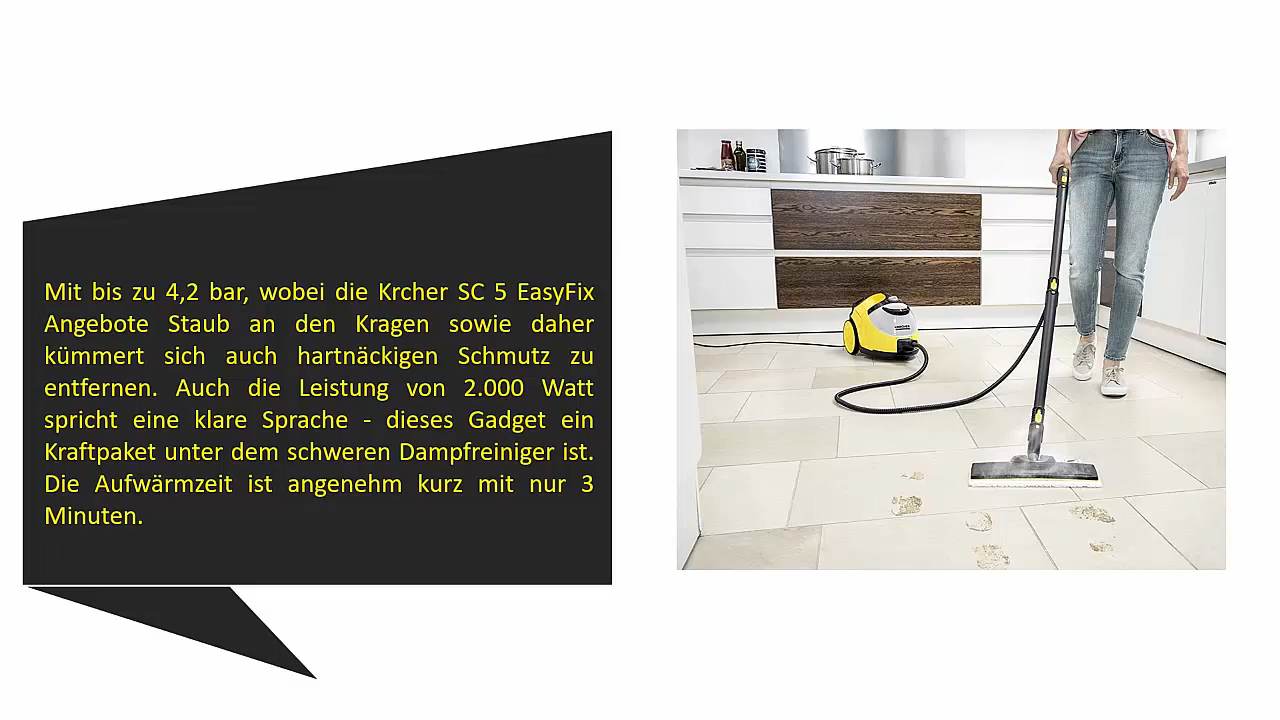 Mit bis zu 4,2 bar, wobei die Krcher SC 5 EasyFix
Angebote Staub an den Kragen sowie daher
kümmert sich auch hartnäckigen Schmutz zu
entfernen. Auch die Leistung von 2.000 Watt
spricht eine klare Sprache - dieses Gadget ein
Kraftpaket unter dem schweren Dampfreiniger ist.
Die Aufwärmzeit ist angenehm kurz mit nur 3
Minuten.